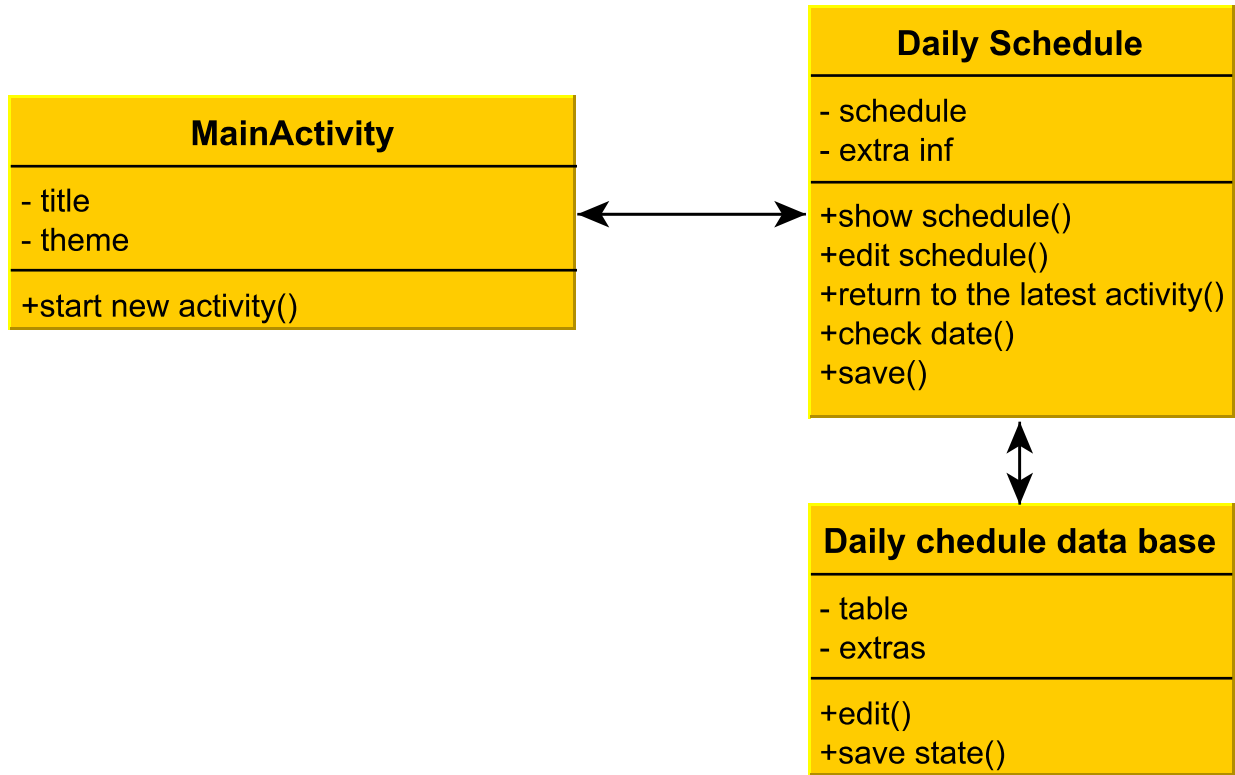 MainActivity
- title
- theme
+start new activity()
Daily Schedule
- schedule
- extra inf
+show schedule()
+edit schedule()
+return to the latest activity()
+check date()
+save()
Daily chedule data base
- table
- extras
+edit()
+save state()